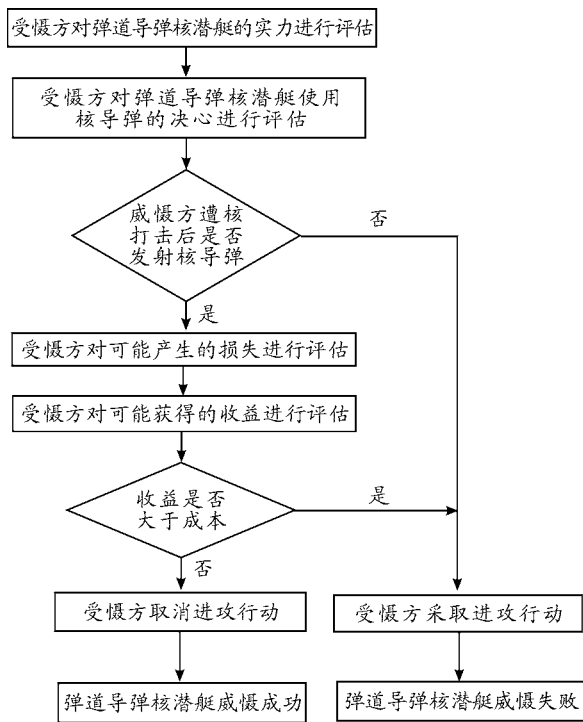 受慑方对弹道导弹核潜艇的实力进行评估
受慑方对弹道导弹核潜艇使用
核导弹的决心进行评估
威慑方遭核
打击后是否
发射核导弹
否
是
受慑方对可能产生的损失进行评估
受慑方对可能获得的收益进行评估
收益是否
大于成本
是
否
受慑方取消进攻行动
受慑方采取进攻行动
弹道导弹核潜艇威慑成功
弹道导弹核潜艇威慑失败